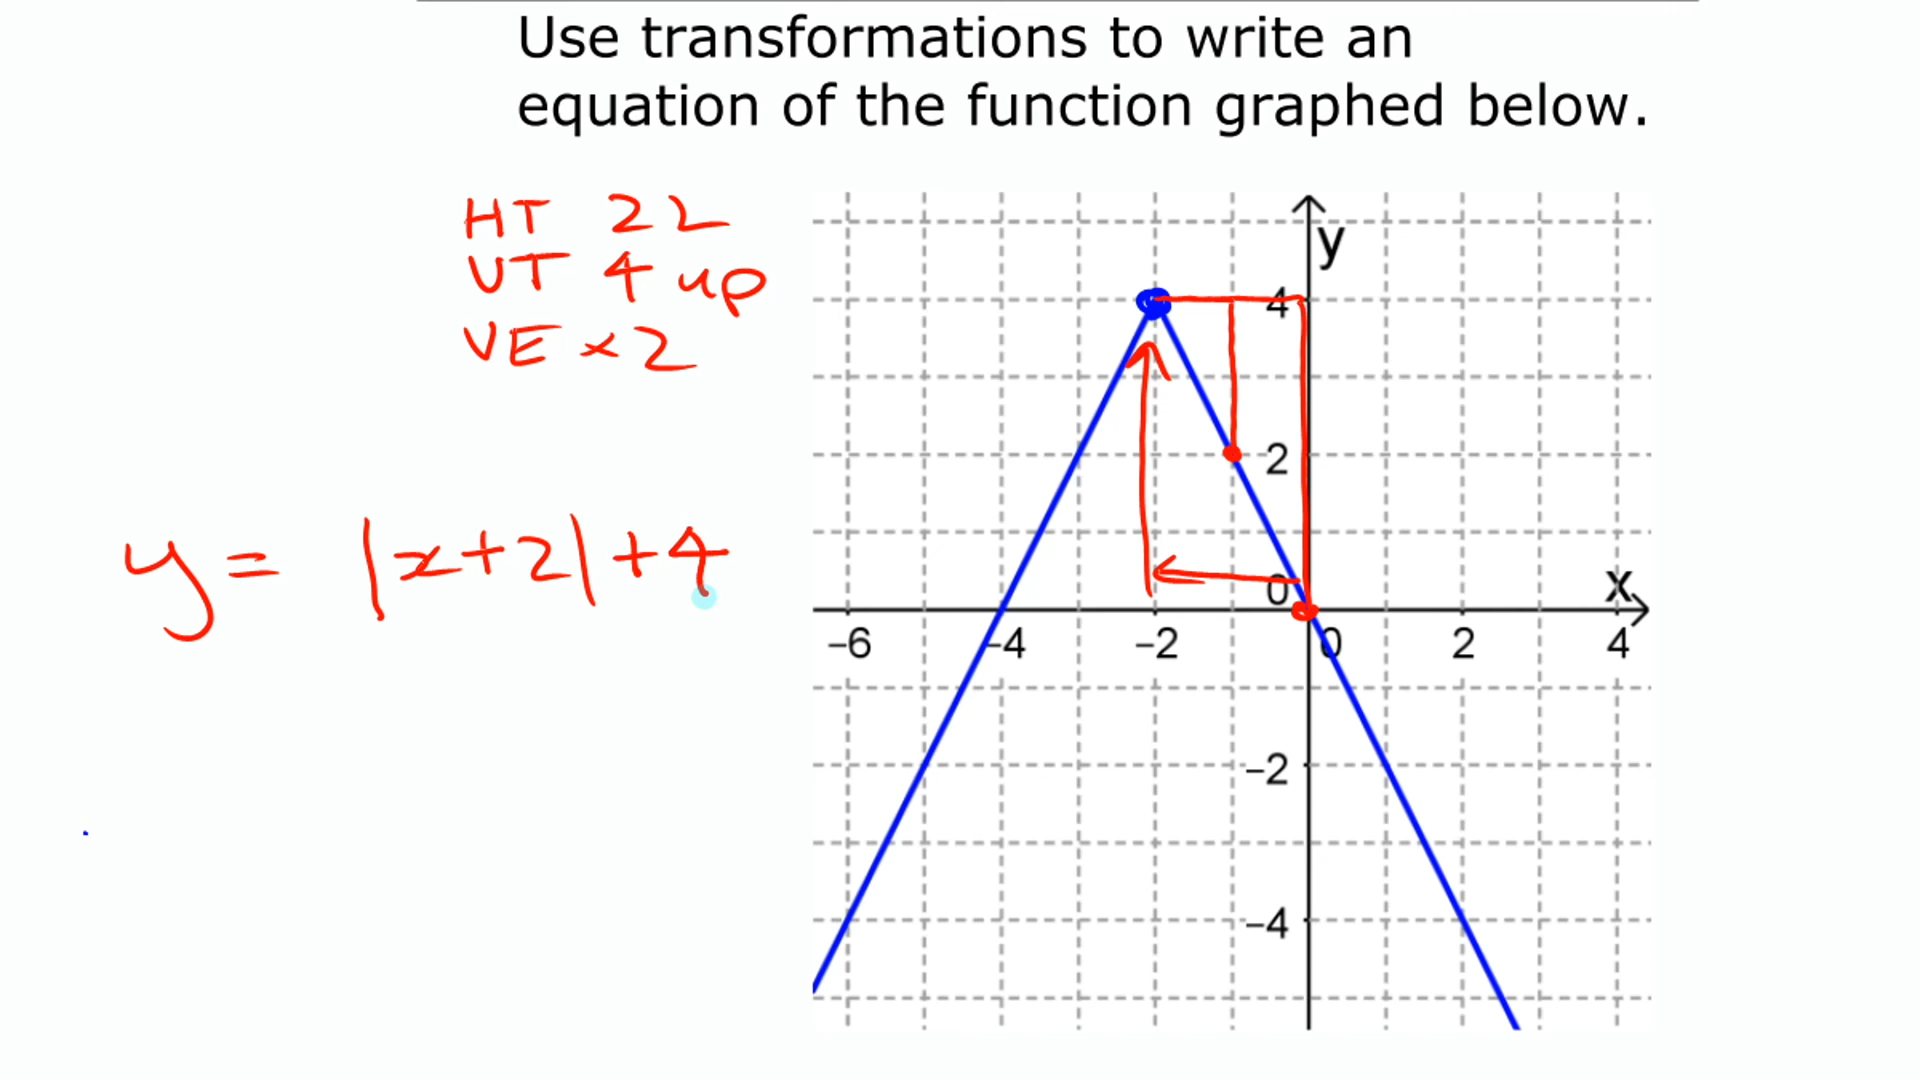 Use transformations to write an
equation of the function graphed below.
HT 2 L
VT 4 up
VE × 2
y = |x+2| +4
y
4
2
0
x
−6 −4 −2 0 2 4
−2
−4